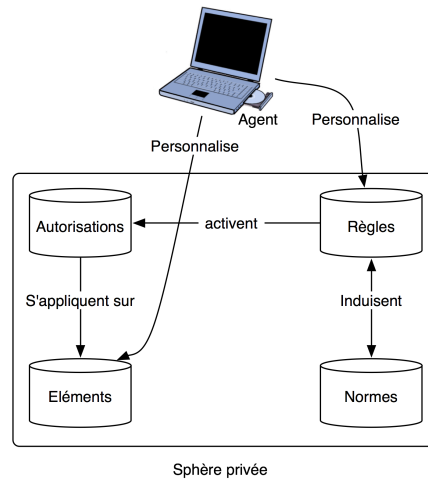 Agent
Personnalise
Personnalise
Autorisations
activent
Règles
S'appliquent sur
Induisent
Eléments
Normes
Sphère privée